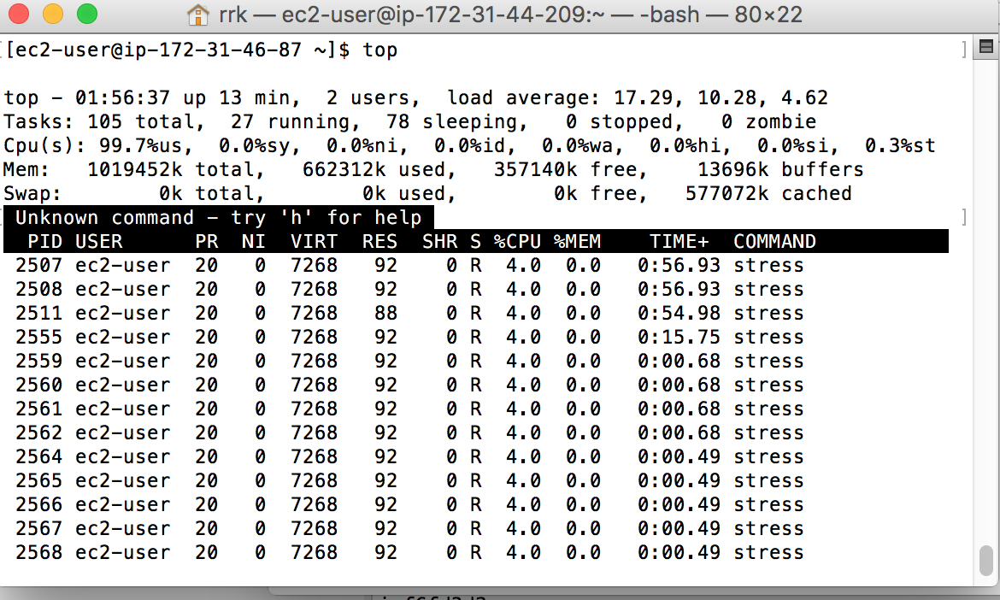 rrk — ec2-user@ip-172-31-44-209:~ — -bash — 80×22
[ec2-user@ip-172-31-46-87 ~]$ top
top - 01:56:37 up 13 min,  2 users,  load average: 17.29, 10.28, 4.62
Tasks: 105 total,  27 running,  78 sleeping,   0 stopped,   0 zombie
Cpu(s): 99.7%us,  0.0%sy,  0.0%ni,  0.0%id,  0.0%wa,  0.0%hi,  0.0%si,  0.3%st
Mem:   1019452k total,   662312k used,   357140k free,    13696k buffers
Swap:        0k total,        0k used,        0k free,   577072k cached
Unknown command - try 'h' for help
  PID USER      PR  NI  VIRT  RES  SHR S %CPU %MEM    TIME+  COMMAND
 2507 ec2-user  20   0  7268   92    0 R  4.0  0.0   0:56.93 stress
 2508 ec2-user  20   0  7268   92    0 R  4.0  0.0   0:56.93 stress
 2511 ec2-user  20   0  7268   88    0 R  4.0  0.0   0:54.98 stress
 2555 ec2-user  20   0  7268   92    0 R  4.0  0.0   0:15.75 stress
 2559 ec2-user  20   0  7268   92    0 R  4.0  0.0   0:00.68 stress
 2560 ec2-user  20   0  7268   92    0 R  4.0  0.0   0:00.68 stress
 2561 ec2-user  20   0  7268   92    0 R  4.0  0.0   0:00.68 stress
 2562 ec2-user  20   0  7268   92    0 R  4.0  0.0   0:00.68 stress
 2564 ec2-user  20   0  7268   92    0 R  4.0  0.0   0:00.49 stress
 2565 ec2-user  20   0  7268   92    0 R  4.0  0.0   0:00.49 stress
 2566 ec2-user  20   0  7268   92    0 R  4.0  0.0   0:00.49 stress
 2567 ec2-user  20   0  7268   92    0 R  4.0  0.0   0:00.49 stress
 2568 ec2-user  20   0  7268   92    0 R  4.0  0.0   0:00.49 stress